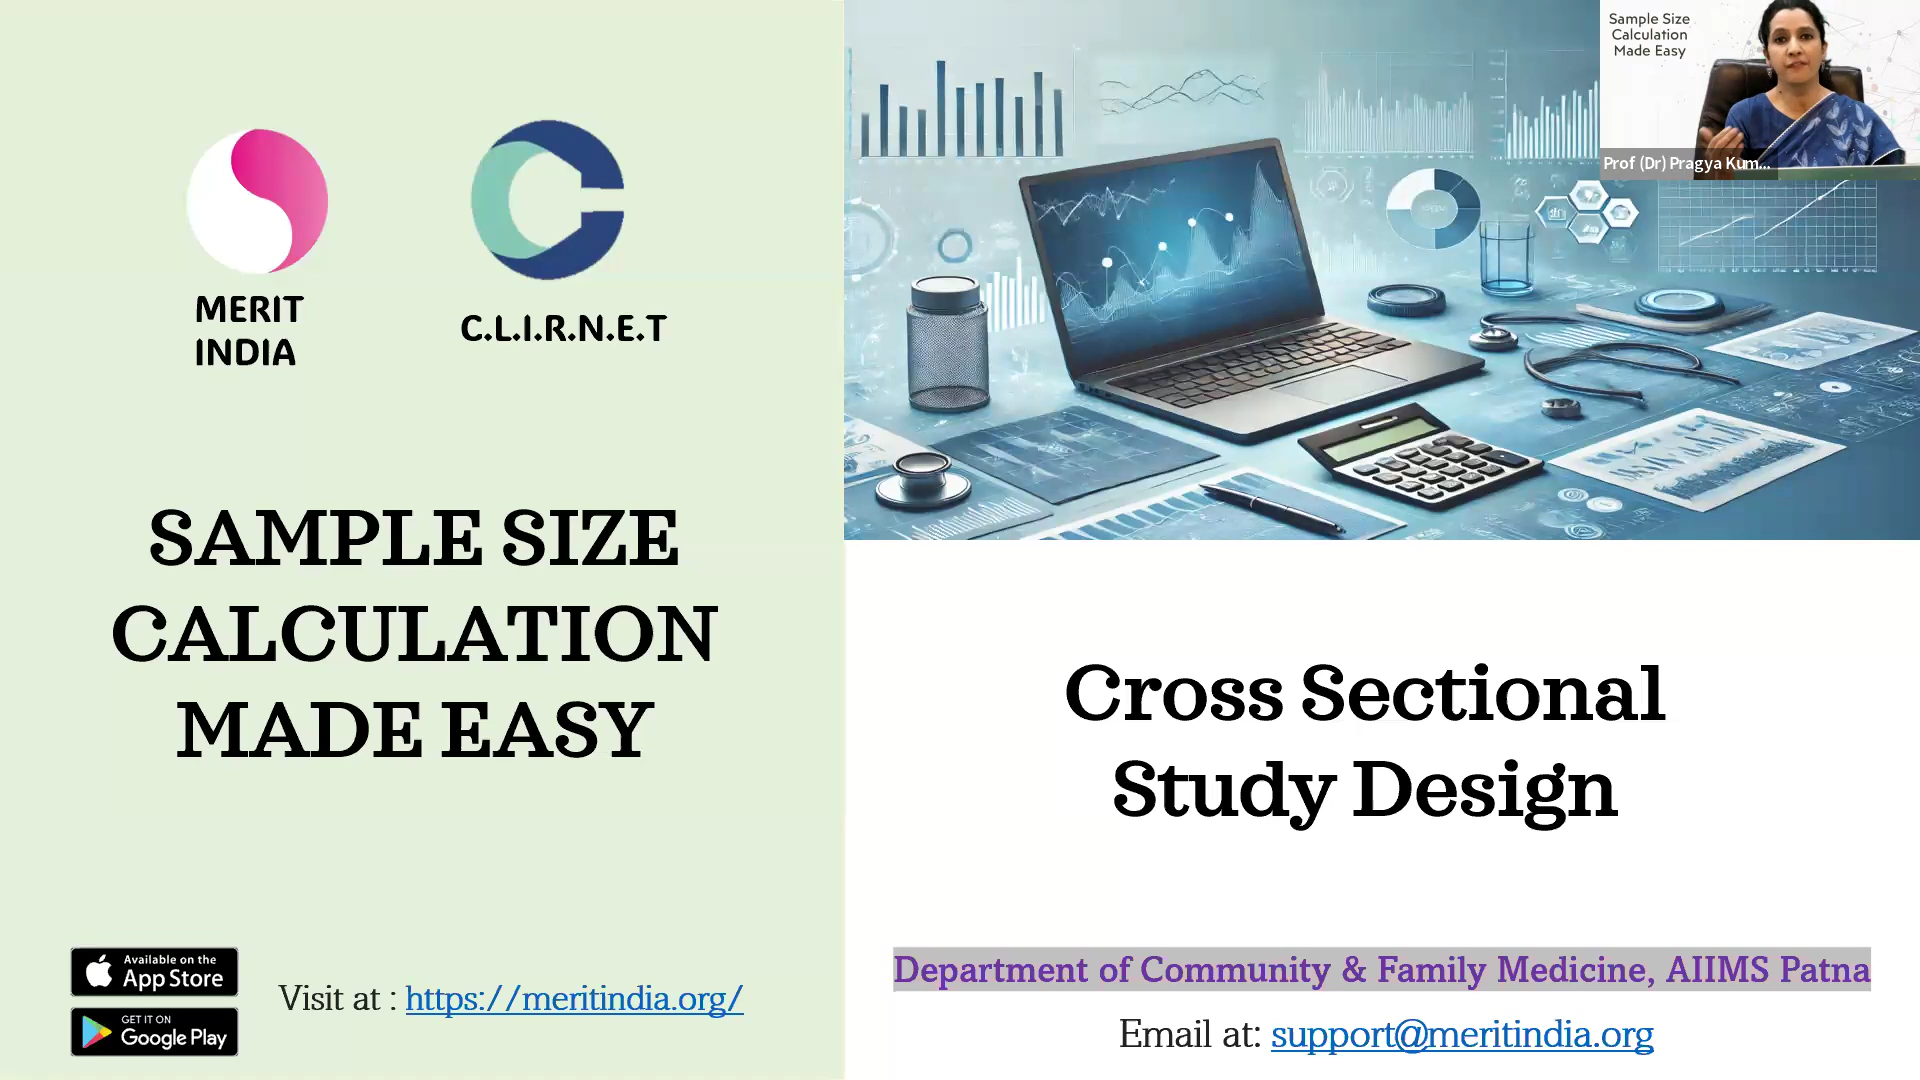 MERIT
INDIA
C.L.I.R.N.E.T
SAMPLE SIZE
CALCULATION
MADE EASY
Available on the
App Store
GET IT ON
Google Play
Visit at : https://meritindia.org/
Sample Size
Calculation
Made Easy
Prof (Dr) Pragya Kum...
Cross Sectional
Study Design
Department of Community & Family Medicine, AIIMS Patna
Email at: support@meritindia.org